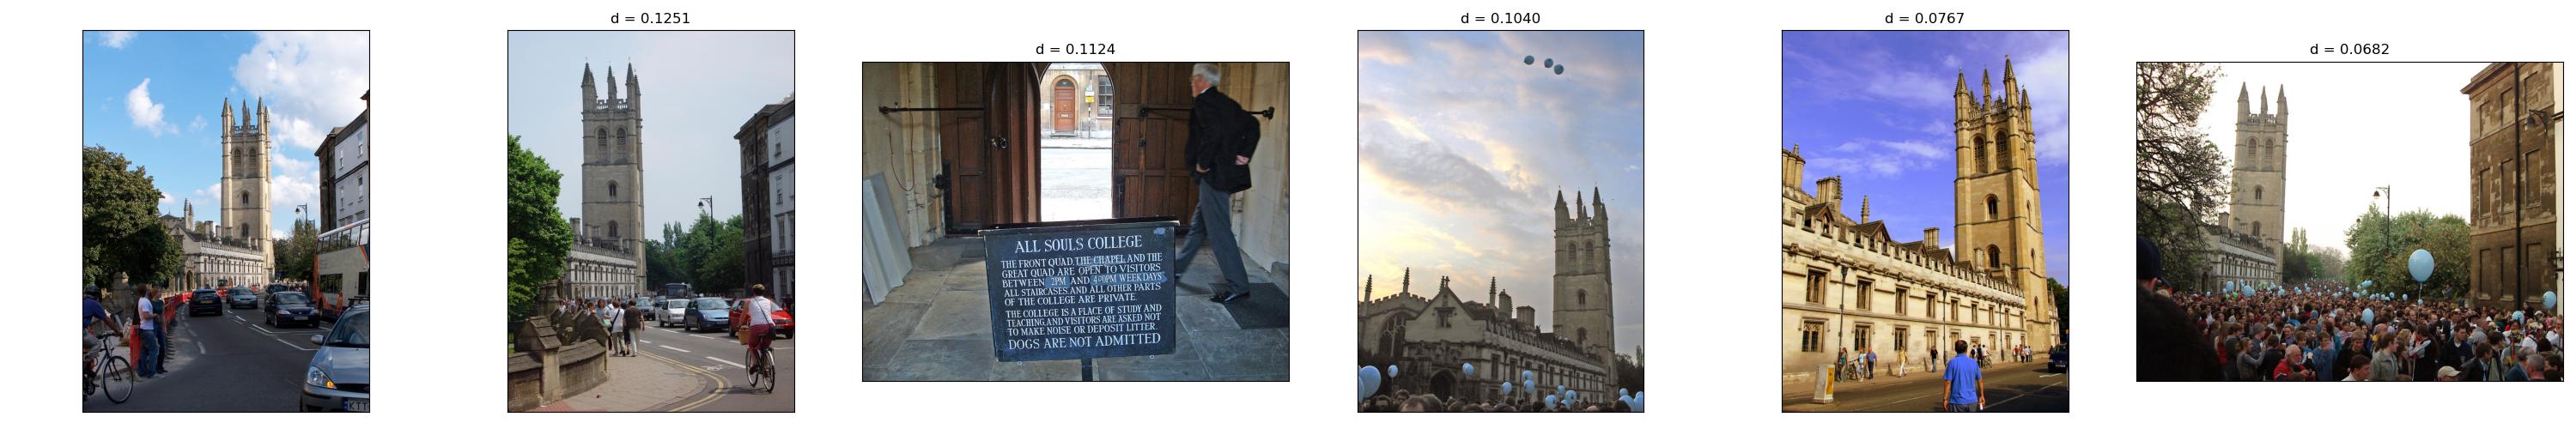 d = 0.1251
d = 0.1124
d = 0.1040
d = 0.0767
d = 0.0682
ALL SOULS COLLEGE
THE FRONT QUAD, THE CHAPEL AND THE
GREAT QUAD ARE OPEN TO VISITORS
BETWEEN 2PM AND 4·00PM WEEKDAYS
ALL STAIRCASES AND ALL OTHER PARTS
OF THE COLLEGE ARE PRIVATE.
THE COLLEGE IS A PLACE OF STUDY AND
TEACHING, AND VISITORS ARE ASKED NOT
TO MAKE NOISE OR DEPOSIT LITTER.
DOGS ARE NOT ADMITTED